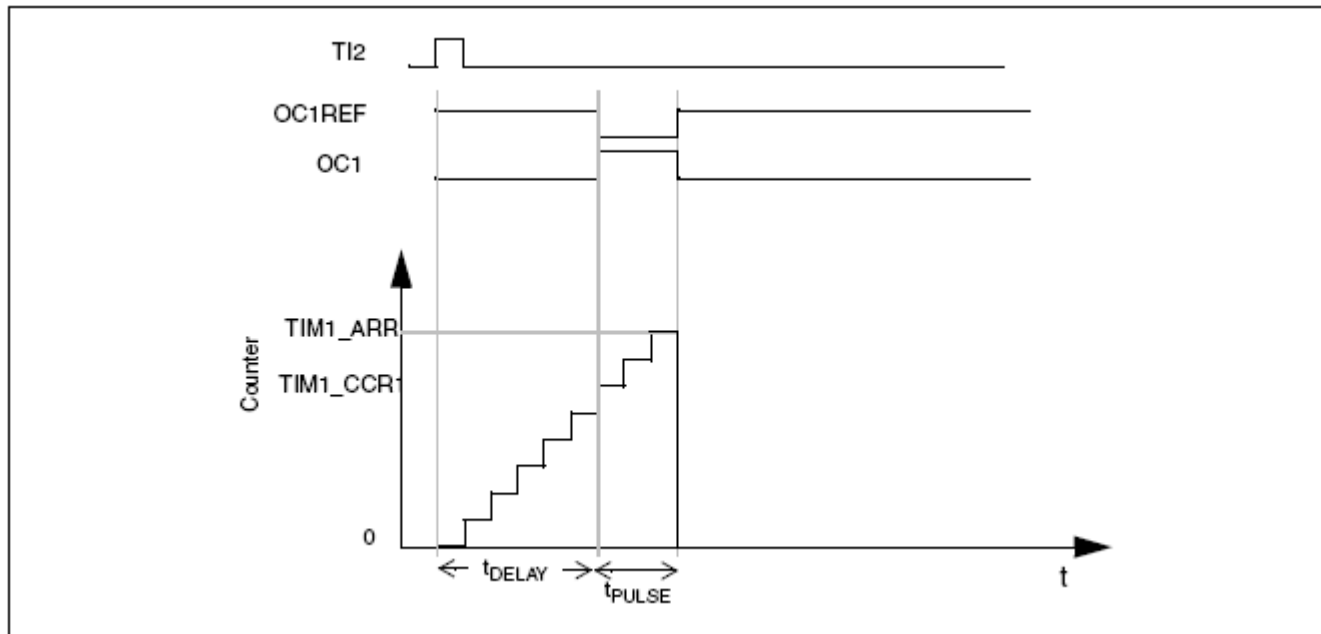 TI2
OC1REF
OC1
TIM1_ARR
TIM1_CCR1
Counter
0
tDELAY
tPULSE
t